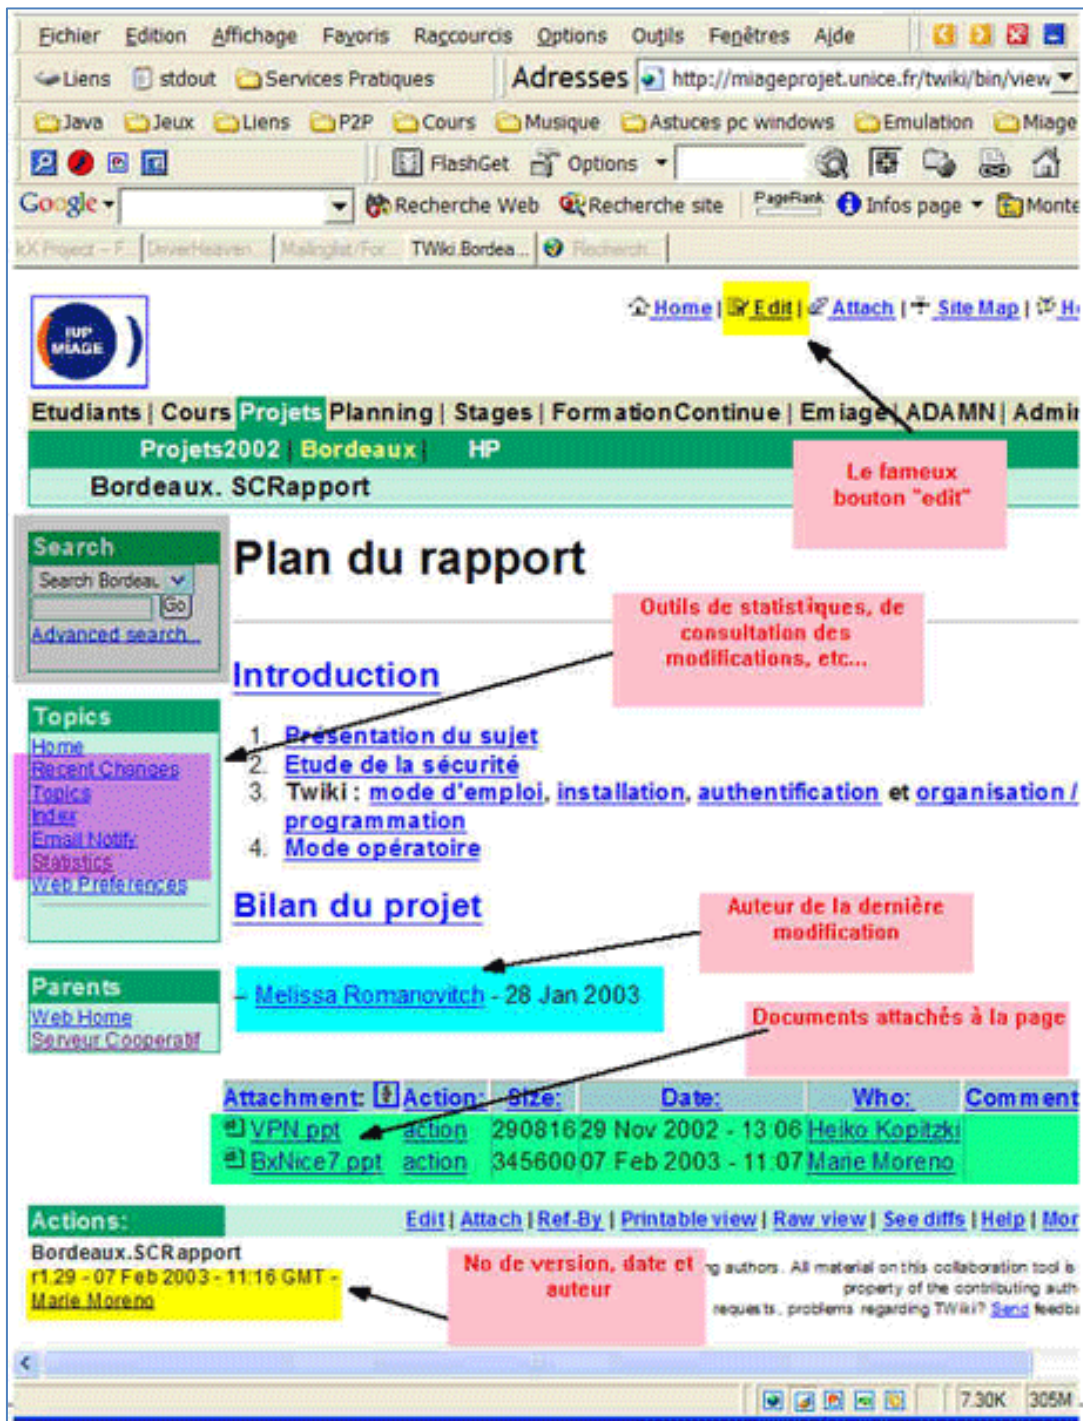 Fichier Edition Affichage Favoris Raccourcis Options Outils Fenêtres Aide
Liens stdout Services Pratiques Adresses http://miageprojet.unice.fr/twiki/bin/view
Java Jeux Liens P2P Cours Musique Astuces pc windows Emulation Miage
FlashGet Options
Google Recherche Web Recherche site PageRank Infos page Monte
kX Project - F... DriverHeaven... Mailinglist/For... TWiki.Bordea... Recherch...
IUP MIAGE
Home | Edit | Attach | Site Map |
Etudiants | Cours Projets Planning | Stages | FormationContinue | Emiage | ADAMN | Admi
Projets2002 | Bordeaux | HP
Bordeaux. SCRapport
Le fameux
bouton "edit"
Search
Search Bordeau
Go
Advanced search...
Plan du rapport
Outils de statistiques, de
consultation des
modifications, etc...
Introduction
Topics
Home
Recent Changes
Topics
Index
Email Notify
Statistics
Web Preferences
1. Présentation du sujet
2. Etude de la sécurité
3. Twiki : mode d'emploi, installation, authentification et organisation /
programmation
4. Mode opératoire
Bilan du projet
Auteur de la dernière
modification
Parents
Web Home
Serveur Cooperatif
– Melissa Romanovitch - 28 Jan 2003
Documents attachés à la page
Attachment: Action: Size: Date: Who: Comment
VPN.ppt action 290816 29 Nov 2002 - 13:06 Heiko Kopitzki
BxNice7.ppt action 345600 07 Feb 2003 - 11:07 Marie Moreno
Actions: Edit | Attach | Ref-By | Printable view | Raw view | See diffs | Help | Mor
Bordeaux.SCRapport
r1.29 - 07 Feb 2003 - 11:16 GMT -
Marie Moreno
No de version, date et
auteur
ng authors. All material on this collaboration tool is
property of the contributing auth
requests, problems regarding TWiki? Send feedba
7.30K 305M